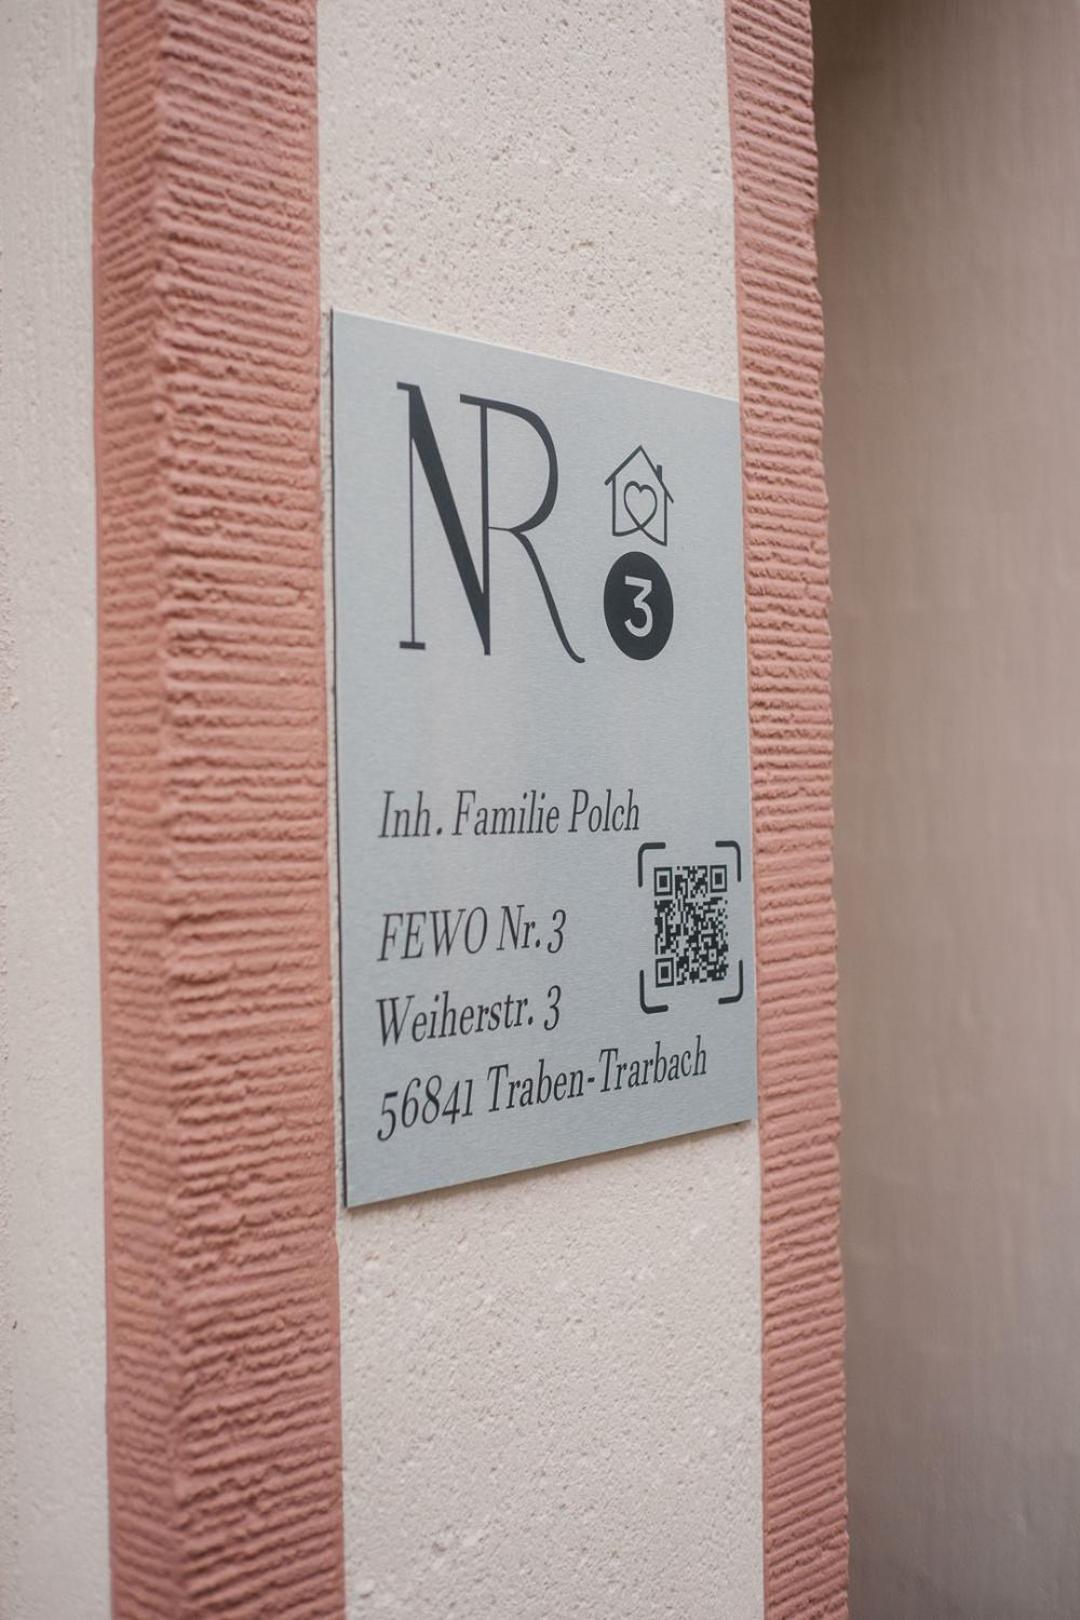 NR
3
Inh. Familie Polch
FEWO Nr. 3
Weiherstr. 3
56841 Traben-Trarbach